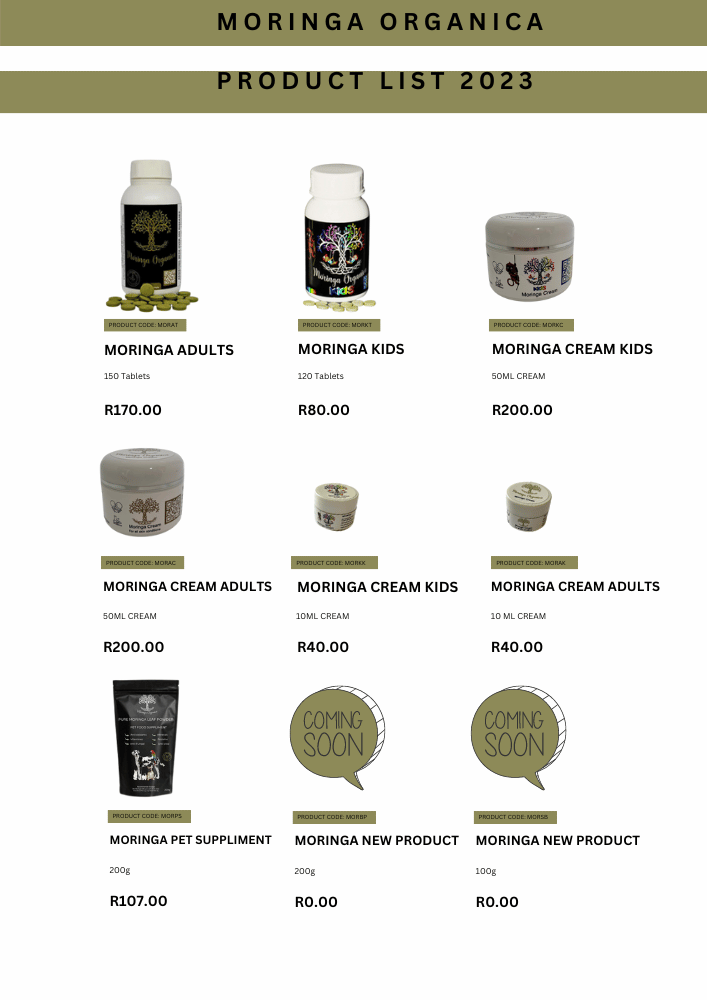 MORINGA ORGANICA
PRODUCT LIST 2023
Moringa Organica
Moringa Organica
KIDS
KIDS
Moringa Cream
PRODUCT CODE: MORAT
PRODUCT CODE: MORKT
PRODUCT CODE: MORKC
MORINGA ADULTS
MORINGA KIDS
MORINGA CREAM KIDS
150 Tablets
120 Tablets
50ML CREAM
R170.00
R80.00
R200.00
Moringa Cream
PRODUCT CODE: MORAC
PRODUCT CODE: MORKK
PRODUCT CODE: MORAK
MORINGA CREAM ADULTS
MORINGA CREAM KIDS
MORINGA CREAM ADULTS
50ML CREAM
10ML CREAM
10 ML CREAM
R200.00
R40.00
R40.00
Moringa Organica
PURE MORINGA LEAF POWDER
PET FOOD SUPPLIMENT
COMING
SOON
COMING
SOON
PRODUCT CODE: MORPS
PRODUCT CODE: MORBP
PRODUCT CODE: MORSB
MORINGA PET SUPPLIMENT
MORINGA NEW PRODUCT
MORINGA NEW PRODUCT
200g
200g
100g
R107.00
R0.00
R0.00